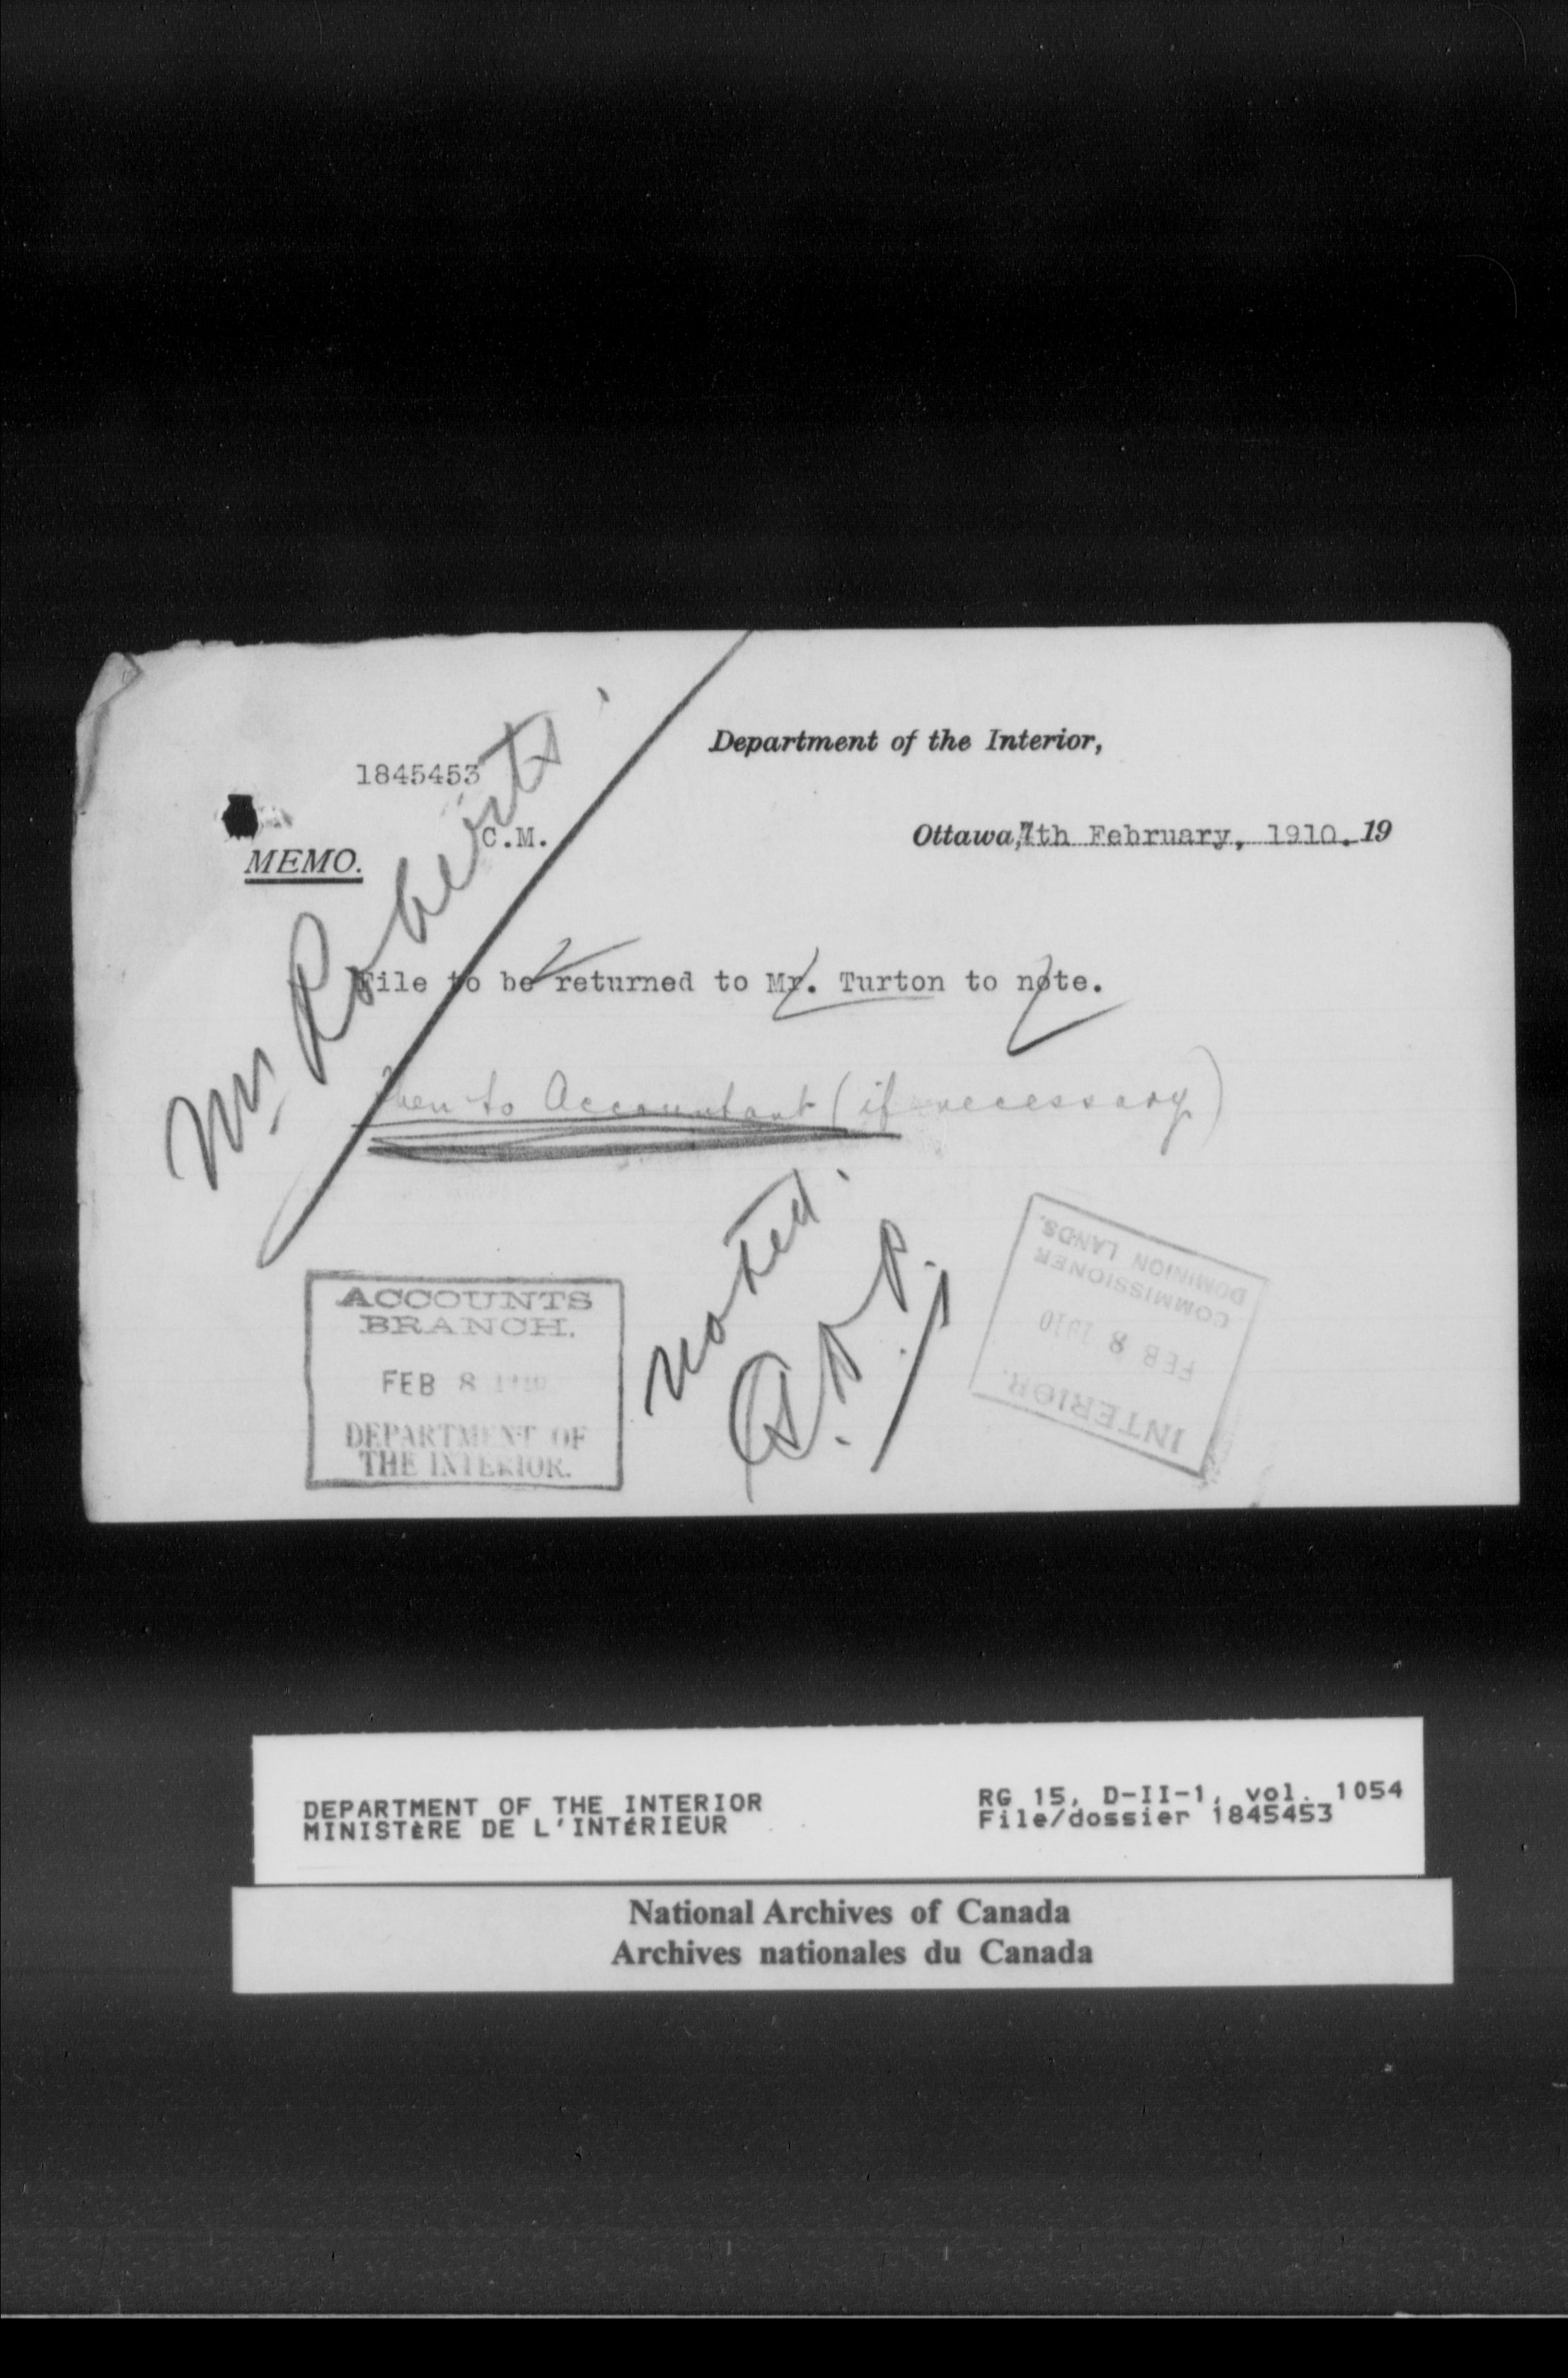 Department of the Interior,
1845453
C.M.
MEMO.
Ottawa, 7th February, 1910. 19
Mr Roberts
File to be returned to Mr. Turton to note.
Then to Accountant (if necessary)
Noted.
ACCOUNTS
BRANCH.
FEB 8 1910
DEPARTMENT OF
THE INTERIOR.
INTERIOR.
FEB 8 1910
COMMISSIONER
DOMINION LANDS.
DEPARTMENT OF THE INTERIOR
MINISTÈRE DE L'INTÉRIEUR
RG 15, D-II-1, vol. 1054
File/dossier 1845453
National Archives of Canada
Archives nationales du Canada